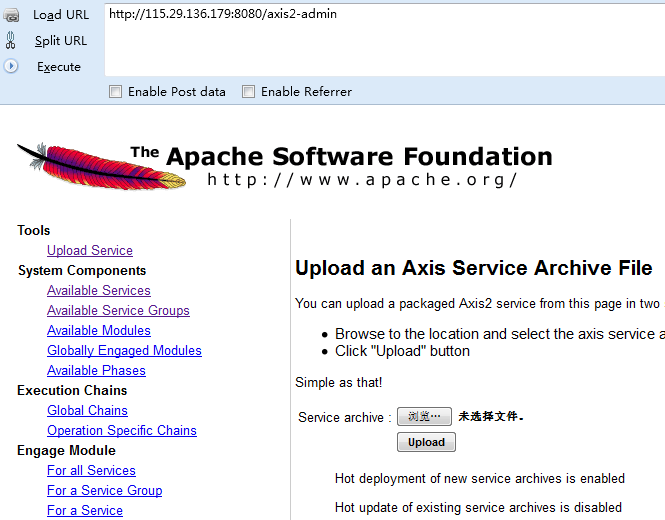 Load URL
http://115.29.136.179:8080/axis2-admin
Split URL
Execute
Enable Post data
Enable Referrer
The Apache Software Foundation
http://www.apache.org/
Tools
Upload Service
System Components
Available Services
Available Service Groups
Available Modules
Globally Engaged Modules
Available Phases
Execution Chains
Global Chains
Operation Specific Chains
Engage Module
For all Services
For a Service Group
For a Service
Upload an Axis Service Archive File
You can upload a packaged Axis2 service from this page in two
Browse to the location and select the axis service a
Click "Upload" button
Simple as that!
Service archive : 浏览… 未选择文件。
Upload
Hot deployment of new service archives is enabled
Hot update of existing service archives is disabled